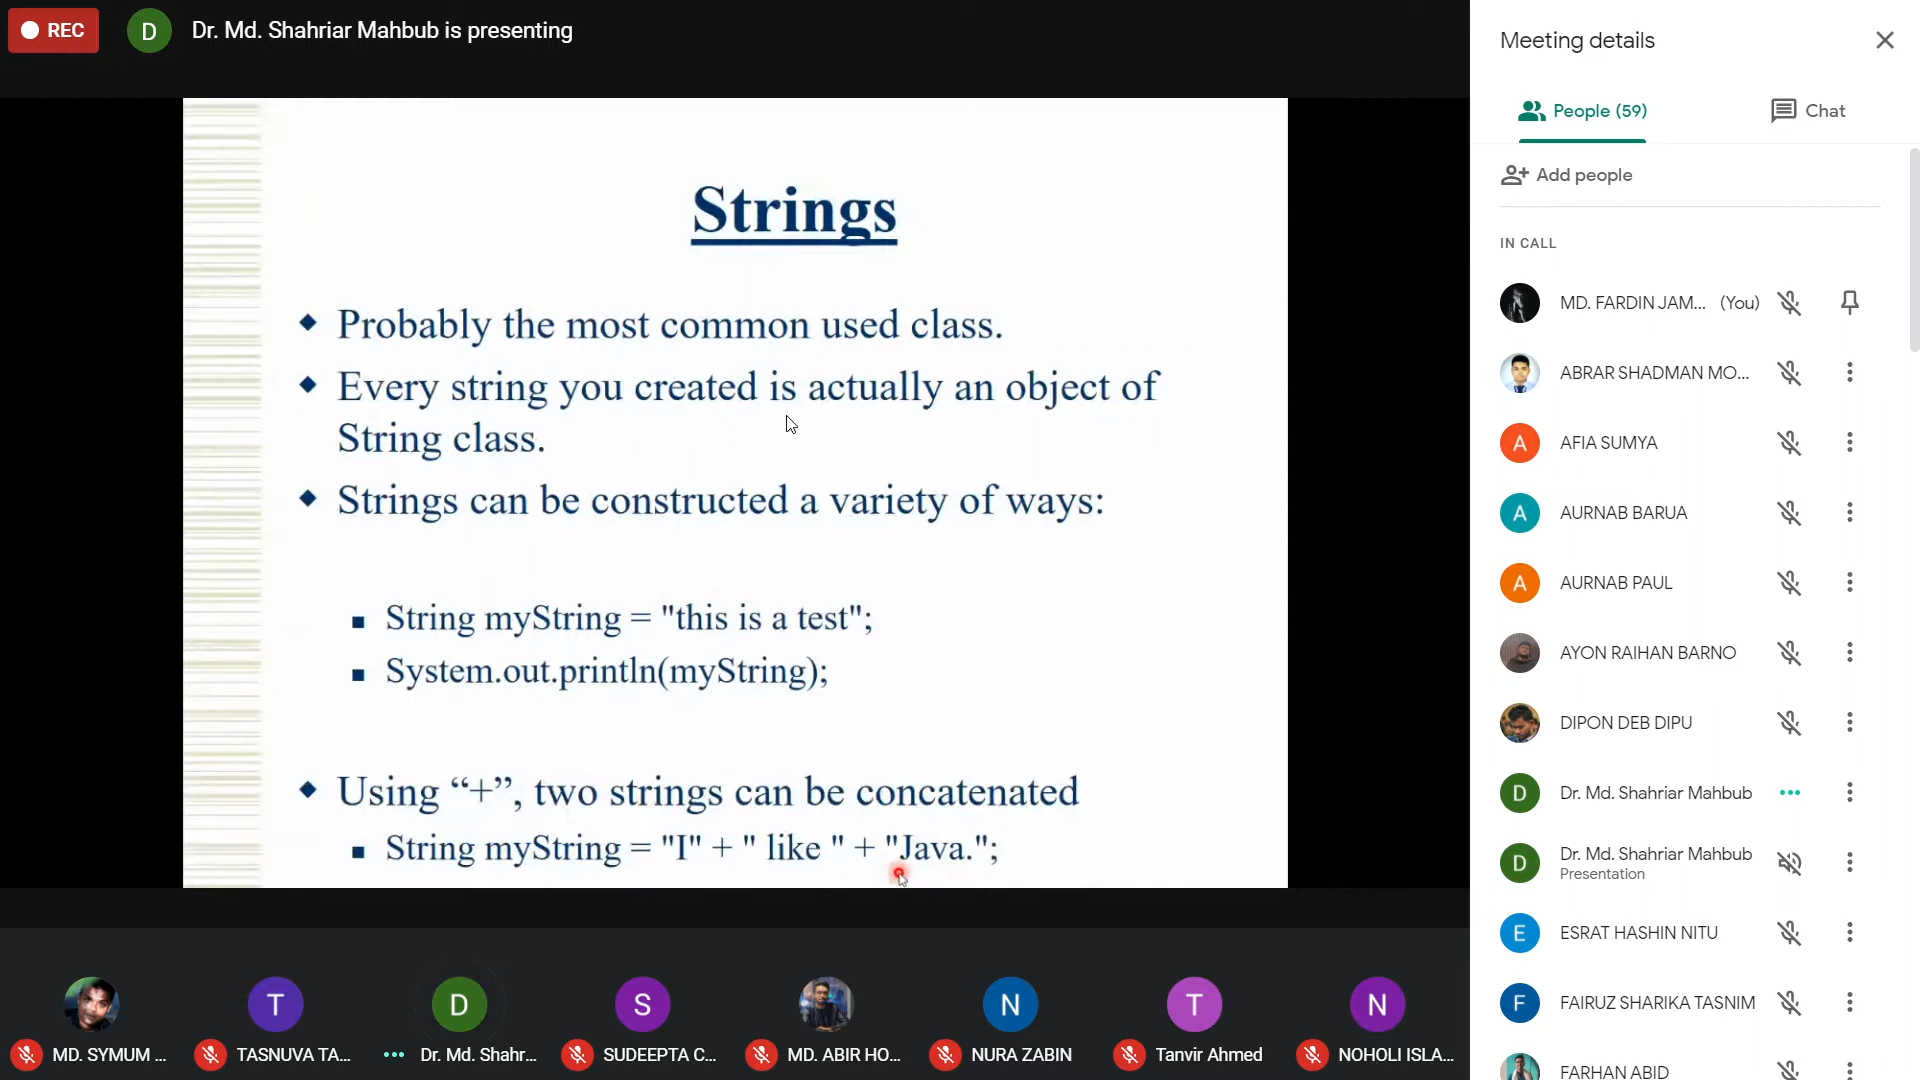 REC
D
Dr. Md. Shahriar Mahbub is presenting
Strings
Probably the most common used class.
Every string you created is actually an object of
String class.
Strings can be constructed a variety of ways:
String myString = "this is a test";
System.out.println(myString);
Using “+”, two strings can be concatenated
String myString = "I" + " like " + "Java.";
T
D
S
N
T
N
MD. SYMUM ...
TASNUVA TA...
Dr. Md. Shahr...
SUDEEPTA C...
MD. ABIR HO...
NURA ZABIN
Tanvir Ahmed
NOHOLI ISLA...
Meeting details
People (59)
Chat
Add people
IN CALL
MD. FARDIN JAM... (You)
ABRAR SHADMAN MO...
A AFIA SUMYA
A AURNAB BARUA
A AURNAB PAUL
AYON RAIHAN BARNO
DIPON DEB DIPU
D Dr. Md. Shahriar Mahbub
D Dr. Md. Shahriar Mahbub
Presentation
E ESRAT HASHIN NITU
F FAIRUZ SHARIKA TASNIM
FARHAN ABID